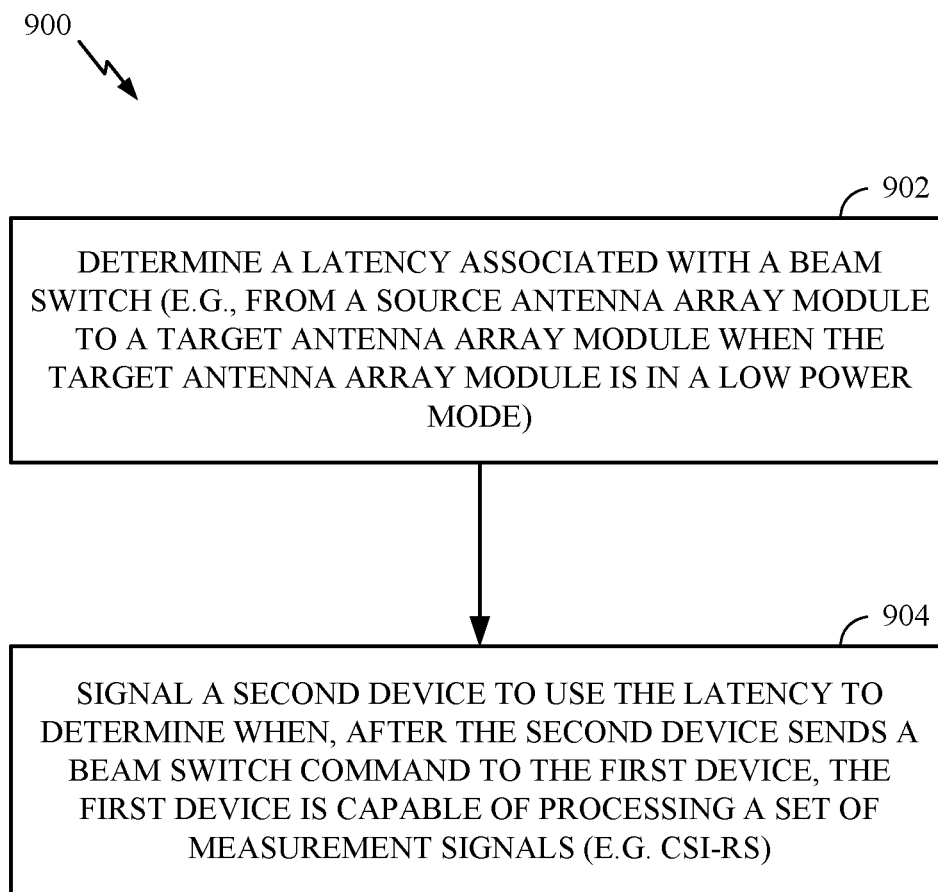 900
902
DETERMINE A LATENCY ASSOCIATED WITH A BEAM
SWITCH (E.G., FROM A SOURCE ANTENNA ARRAY MODULE
TO A TARGET ANTENNA ARRAY MODULE WHEN THE
TARGET ANTENNA ARRAY MODULE IS IN A LOW POWER
MODE)
904
SIGNAL A SECOND DEVICE TO USE THE LATENCY TO
DETERMINE WHEN, AFTER THE SECOND DEVICE SENDS A
BEAM SWITCH COMMAND TO THE FIRST DEVICE, THE
FIRST DEVICE IS CAPABLE OF PROCESSING A SET OF
MEASUREMENT SIGNALS (E.G. CSI-RS)